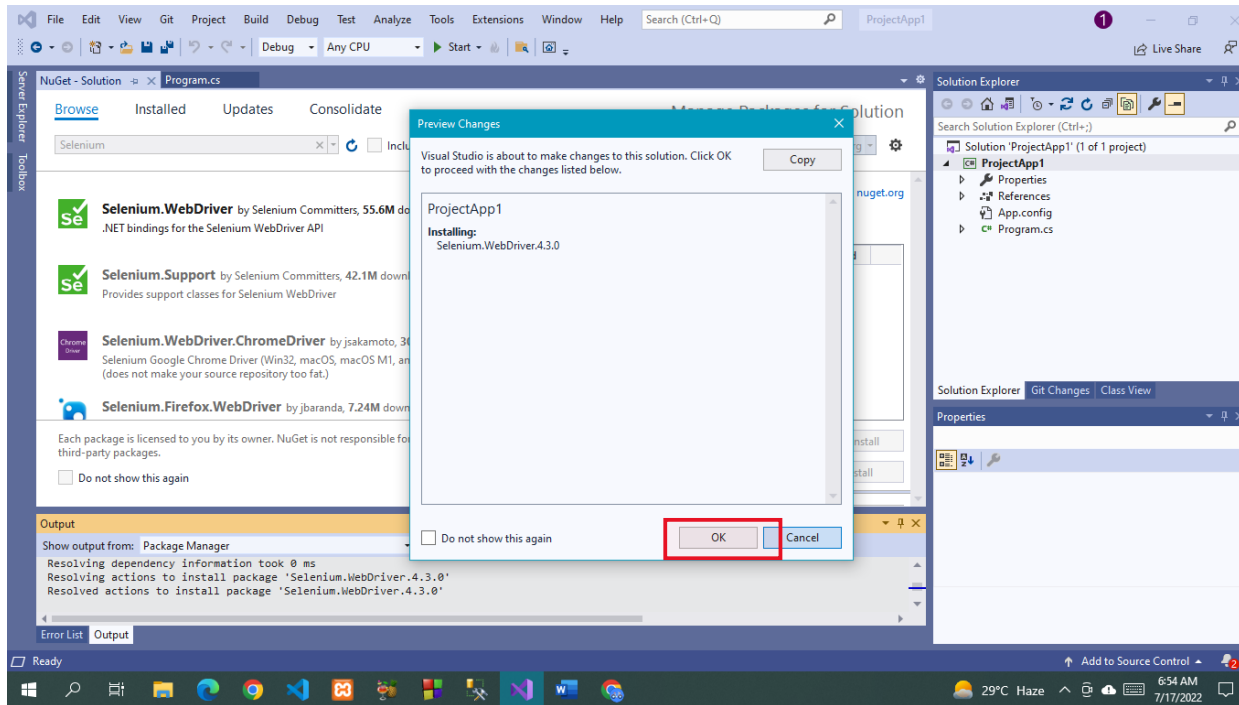 File Edit View Git Project Build Debug Test Analyze Tools Extensions Window Help Search (Ctrl+Q) ProjectApp1 1
Debug Any CPU Start Live Share
Server Explorer
Toolbox
NuGet - Solution Program.cs
Browse Installed Updates Consolidate Manage Packages for Solution
Selenium
nuget.org
Selenium.WebDriver by Selenium Committers, 55.6M
.NET bindings for the Selenium WebDriver API
Selenium.Support by Selenium Committers, 42.1M
Provides support classes for Selenium WebDriver
Chrome
Driver
Selenium.WebDriver.ChromeDriver by jsakamoto,
Selenium Google Chrome Driver (Win32, macOS, macOS M1,
(does not make your source repository too fat.)
Selenium.Firefox.WebDriver by jbaranda, 7.24M
Each package is licensed to you by its owner. NuGet is not responsible
third-party packages.
Do not show this again
Preview Changes
Visual Studio is about to make changes to this solution. Click OK
to proceed with the changes listed below.
Copy
ProjectApp1
Installing:
Selenium.WebDriver.4.3.0
Do not show this again
OK Cancel
Output
Show output from: Package Manager
Resolving dependency information took 0 ms
Resolving actions to install package 'Selenium.WebDriver.4.3.0'
Resolved actions to install package 'Selenium.WebDriver.4.3.0'
Error List Output
Solution Explorer
Search Solution Explorer (Ctrl+;)
Solution 'ProjectApp1' (1 of 1 project)
C# ProjectApp1
Properties
References
App.config
C# Program.cs
Solution Explorer Git Changes Class View
Properties
Ready Add to Source Control 2
29°C Haze 6:54 AM
7/17/2022